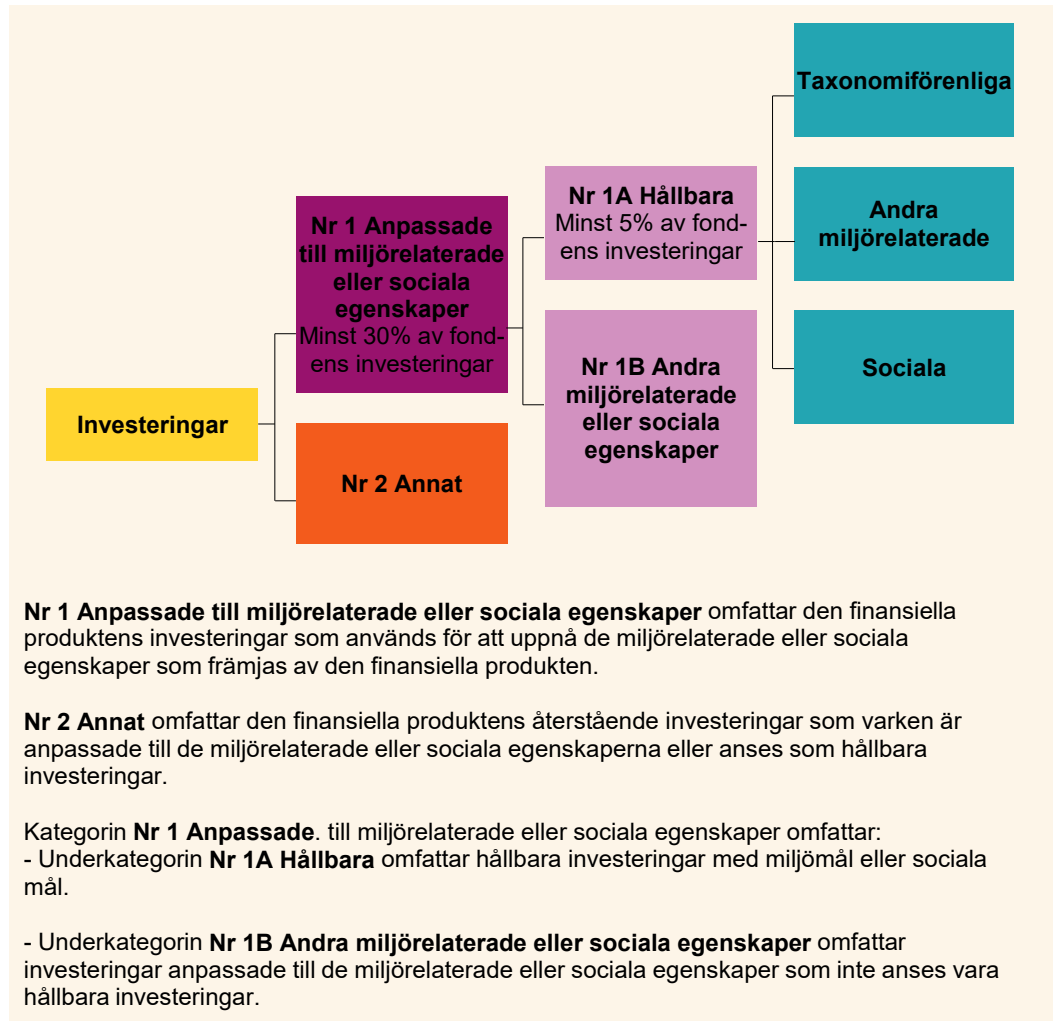 Taxonomiförenliga
Nr 1A Hållbara
Minst 5% av fond-
ens investeringar
Andra
miljörelaterade
Nr 1 Anpassade
till miljörelaterade
eller sociala
egenskaper
Minst 30% av fond-
ens investeringar
Nr 1B Andra
miljörelaterade
eller sociala
egenskaper
Sociala
Investeringar
Nr 2 Annat
Nr 1 Anpassade till miljörelaterade eller sociala egenskaper omfattar den finansiella
produktens investeringar som används för att uppnå de miljörelaterade eller sociala
egenskaper som främjas av den finansiella produkten.
Nr 2 Annat omfattar den finansiella produktens återstående investeringar som varken är
anpassade till de miljörelaterade eller sociala egenskaperna eller anses som hållbara
investeringar.
Kategorin Nr 1 Anpassade. till miljörelaterade eller sociala egenskaper omfattar:
- Underkategorin Nr 1A Hållbara omfattar hållbara investeringar med miljömål eller sociala
mål.
- Underkategorin Nr 1B Andra miljörelaterade eller sociala egenskaper omfattar
investeringar anpassade till de miljörelaterade eller sociala egenskaper som inte anses vara
hållbara investeringar.